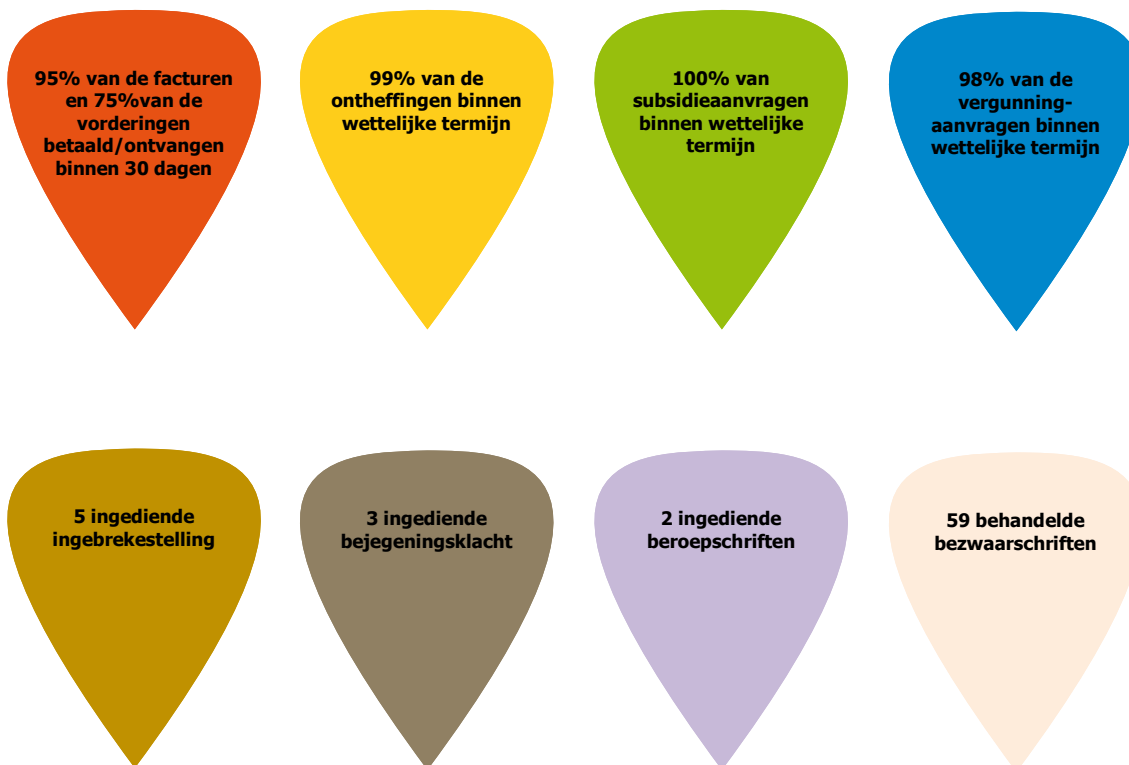 95% van de facturen
en 75%van de
vorderingen
betaald/ontvangen
binnen 30 dagen
99% van de
ontheffingen binnen
wettelijke termijn
100% van
subsidieaanvragen
binnen wettelijke
termijn
98% van de
vergunning-
aanvragen binnen
wettelijke termijn
5 ingediende
ingebrekestelling
3 ingediende
bejegeningsklacht
2 ingediende
beroepschriften
59 behandelde
bezwaarschriften